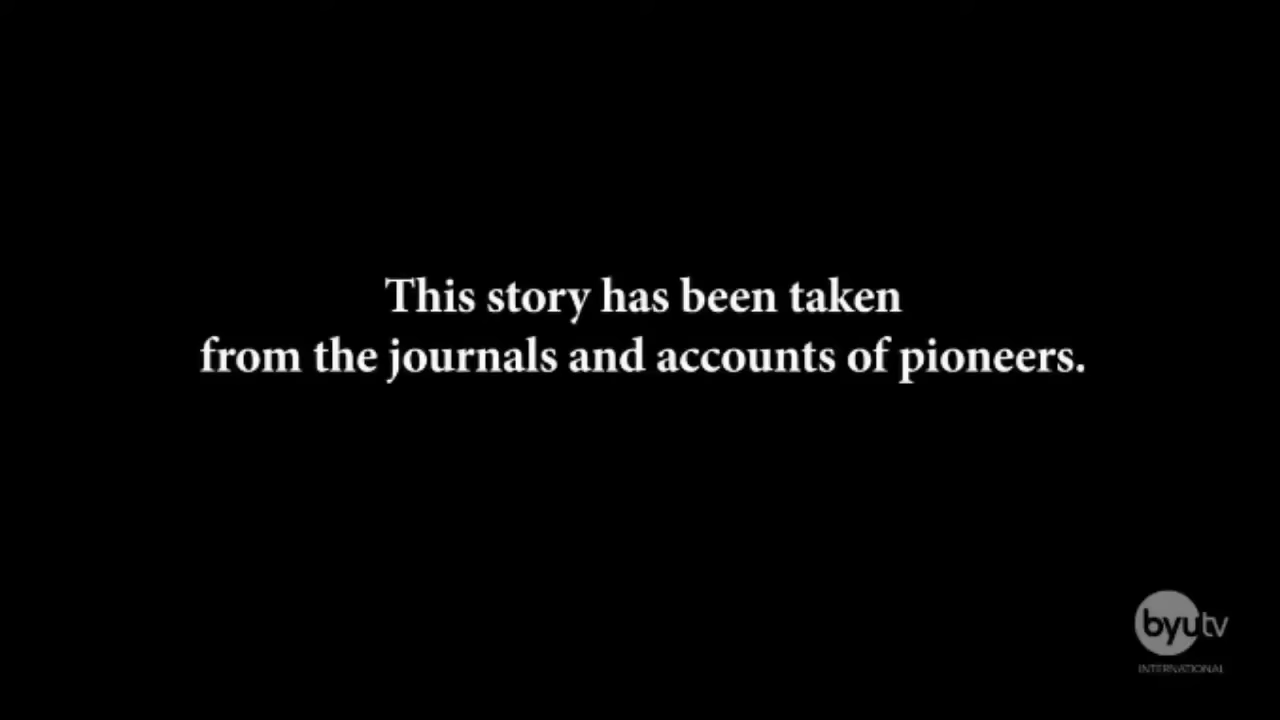 This story has been taken
from the journals and accounts of pioneers.
byutv
INTERNATIONAL